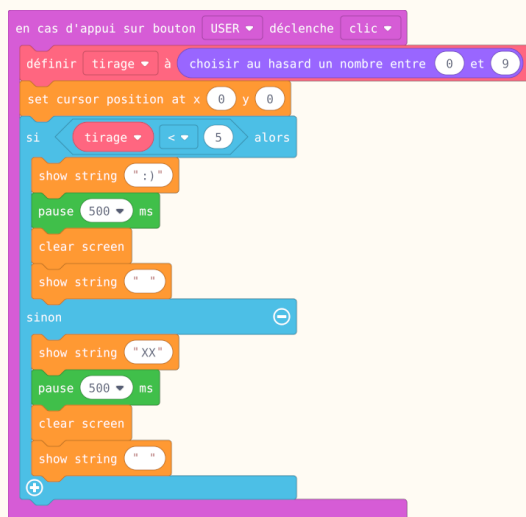 en cas d'appui sur bouton USER déclenche clic
définir tirage à choisir au hasard un nombre entre 0 et 9
set cursor position at x 0 y 0
si tirage < 5 alors
show string ":)"
pause 500 ms
clear screen
show string " "
sinon
show string "XX"
pause 500 ms
clear screen
show string " "